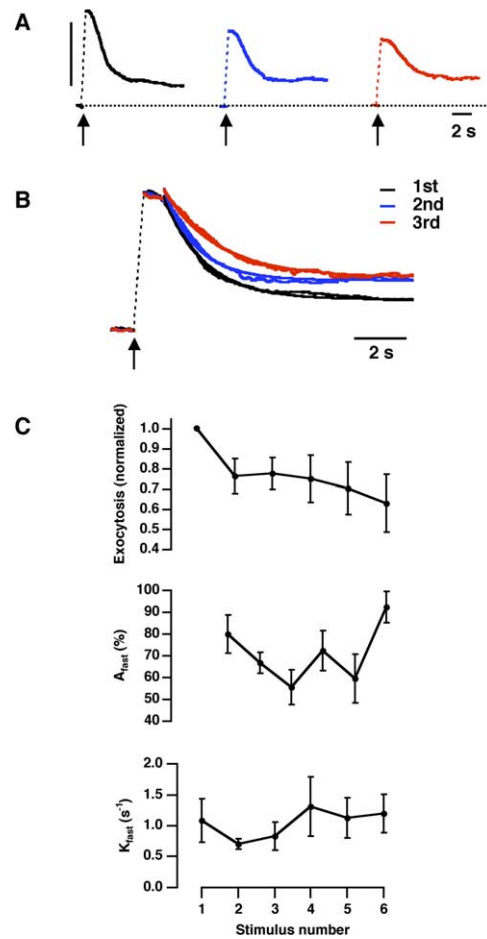 A
2 s
B
1st
2nd
3rd
2 s
C
Exocytosis (normalized)
1.0
0.9
0.8
0.7
0.6
0.5
0.4
Afast (%)
100
90
80
70
60
50
40
Kfast (s-1)
2.0
1.5
1.0
0.5
0.0
1 2 3 4 5 6
Stimulus number